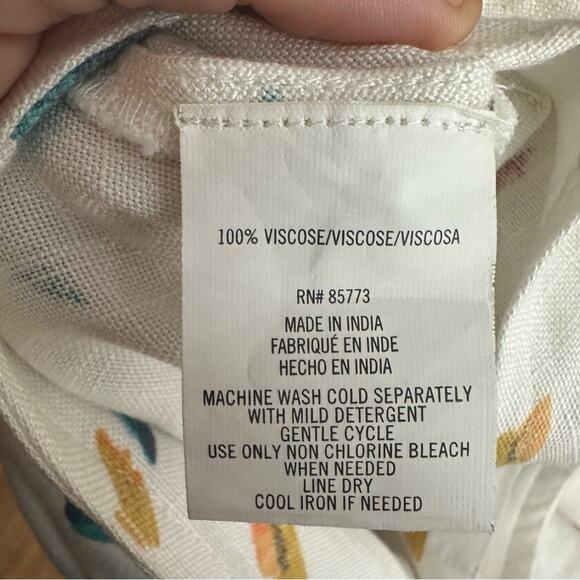 100% VISCOSE/VISCOSE/VISCOSA
RN# 85773
MADE IN INDIA
FABRIQUÉ EN INDE
HECHO EN INDIA
MACHINE WASH COLD SEPARATELY
WITH MILD DETERGENT
GENTLE CYCLE
USE ONLY NON CHLORINE BLEACH
WHEN NEEDED
LINE DRY
COOL IRON IF NEEDED